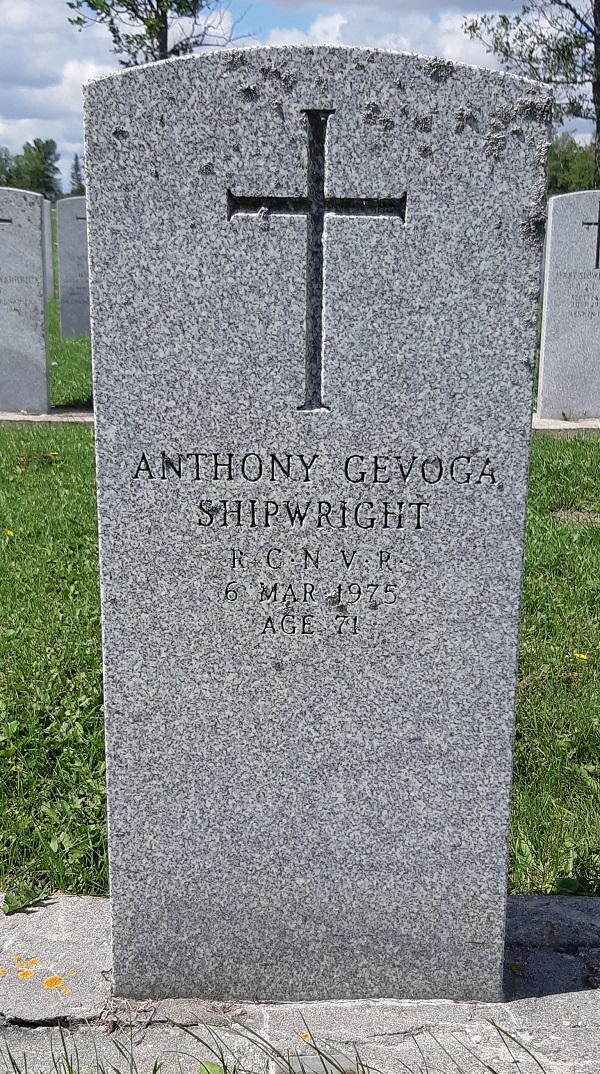 ANTHONY GEVOGA
SHIPWRIGHT
R·C·N·V·R·
6 MAR 1975
AGE 71